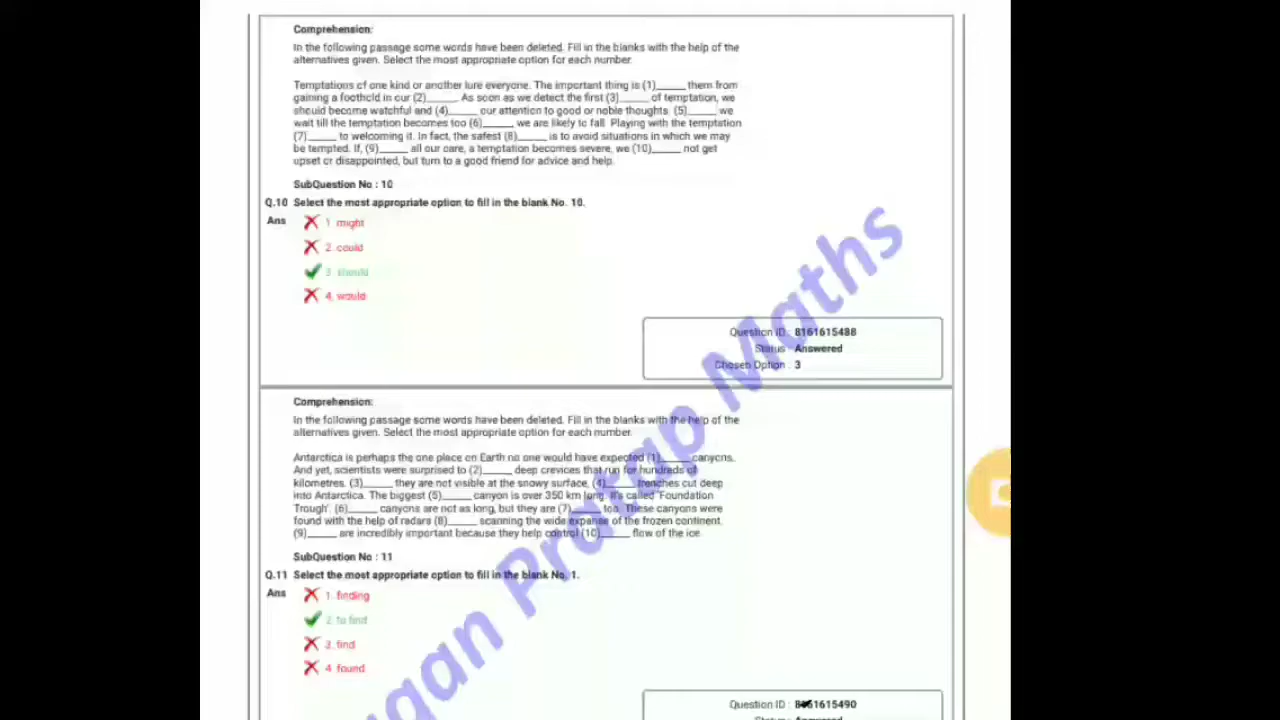 Comprehension:
In the following passage some words have been deleted. Fill in the blanks with the help of the
alternatives given. Select the most appropriate option for each number.
Temptations of one kind or another lure everyone. The important thing is (1)_____ them from
gaining a foothold in our (2)_____. As soon as we detect the first (3)_____ of temptation, we
should become watchful and (4)_____ our attention to good or noble thoughts. (5)_____ we
wait till the temptation becomes too (6)_____, we are likely to fall. Playing with the temptation
(7)_____ to welcoming it. In fact, the safest (8)_____ is to avoid situations in which we may
be tempted. If, (9)_____ all our care, a temptation becomes severe, we (10)_____ not get
upset or disappointed, but turn to a good friend for advice and help.
SubQuestion No : 10
Q.10 Select the most appropriate option to fill in the blank No. 10.
Ans
1. might
2. could
3. should
4. would
Question ID : 8161615488
Status : Answered
Chosen Option : 3
Comprehension:
In the following passage some words have been deleted. Fill in the blanks with the help of the
alternatives given. Select the most appropriate option for each number.
Antarctica is perhaps the one place on Earth no one would have expected (1)_____ canyons.
And yet, scientists were surprised to (2)_____ deep crevices that run for hundreds of
kilometres. (3)_____ they are not visible at the snowy surface, (4)_____ trenches cut deep
into Antarctica. The biggest (5)_____ canyon is over 350 km long. It's called 'Foundation
Trough'. (6)_____ canyons are not as long, but they are (7)_____ too. These canyons were
found with the help of radars (8)_____ scanning the wide expanse of the frozen continent.
(9)_____ are incredibly important because they help control (10)_____ flow of the ice.
SubQuestion No : 11
Q.11 Select the most appropriate option to fill in the blank No. 1.
Ans
1. finding
2. to find
3. find
4. found
Question ID : 8161615490
Status : Answered
gan Pratap Maths